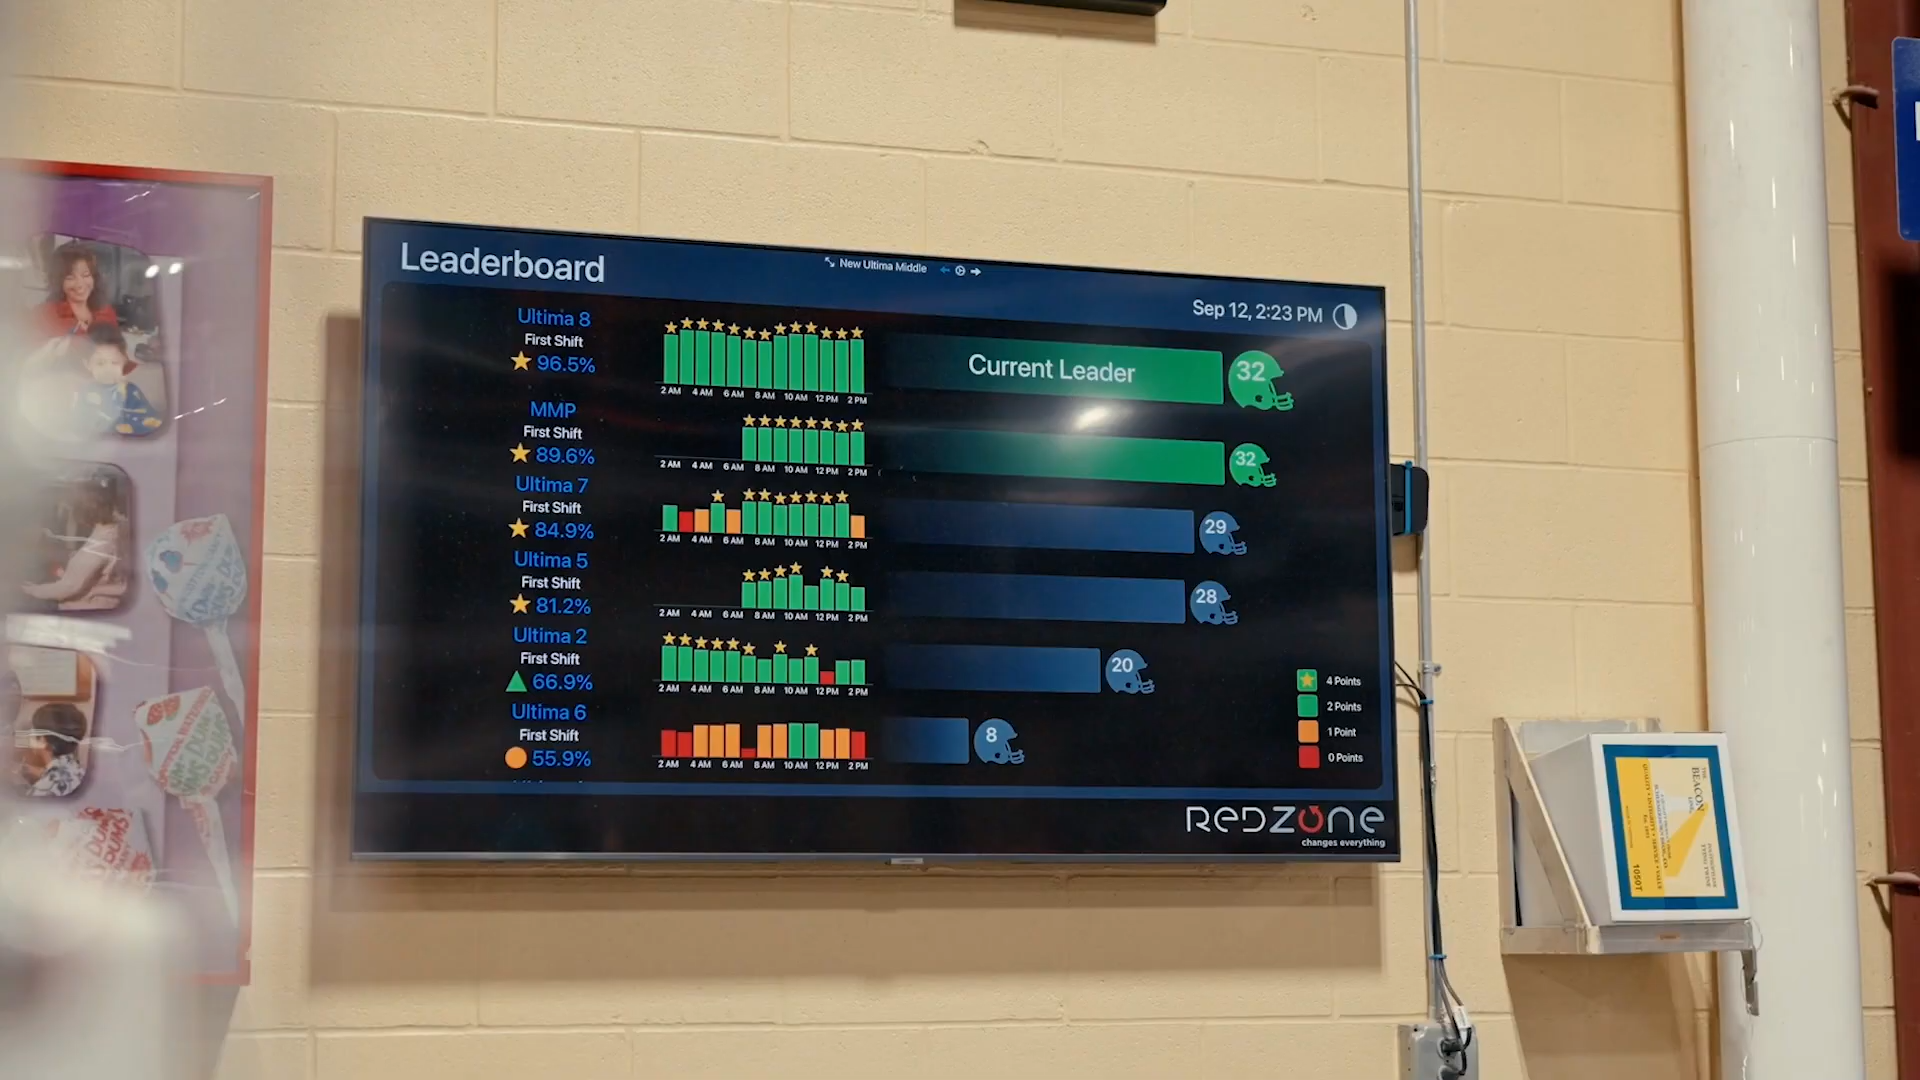 Leaderboard
New Ultima Middle
Sep 12, 2:23 PM
Ultima 8
First Shift
96.5%
2 AM 4 AM 6 AM 8 AM 10 AM 12 PM 2 PM
Current Leader
32
MMP
First Shift
89.6%
2 AM 4 AM 6 AM 8 AM 10 AM 12 PM 2 PM
32
Ultima 7
First Shift
84.9%
2 AM 4 AM 6 AM 8 AM 10 AM 12 PM 2 PM
29
Ultima 5
First Shift
81.2%
2 AM 4 AM 6 AM 8 AM 10 AM 12 PM 2 PM
28
Ultima 2
First Shift
66.9%
2 AM 4 AM 6 AM 8 AM 10 AM 12 PM 2 PM
20
Ultima 6
First Shift
55.9%
2 AM 4 AM 6 AM 8 AM 10 AM 12 PM 2 PM
8
4 Points
2 Points
1 Point
0 Points
REDZONE
changes everything
THE
BEACON
1050T
DUM DUMS